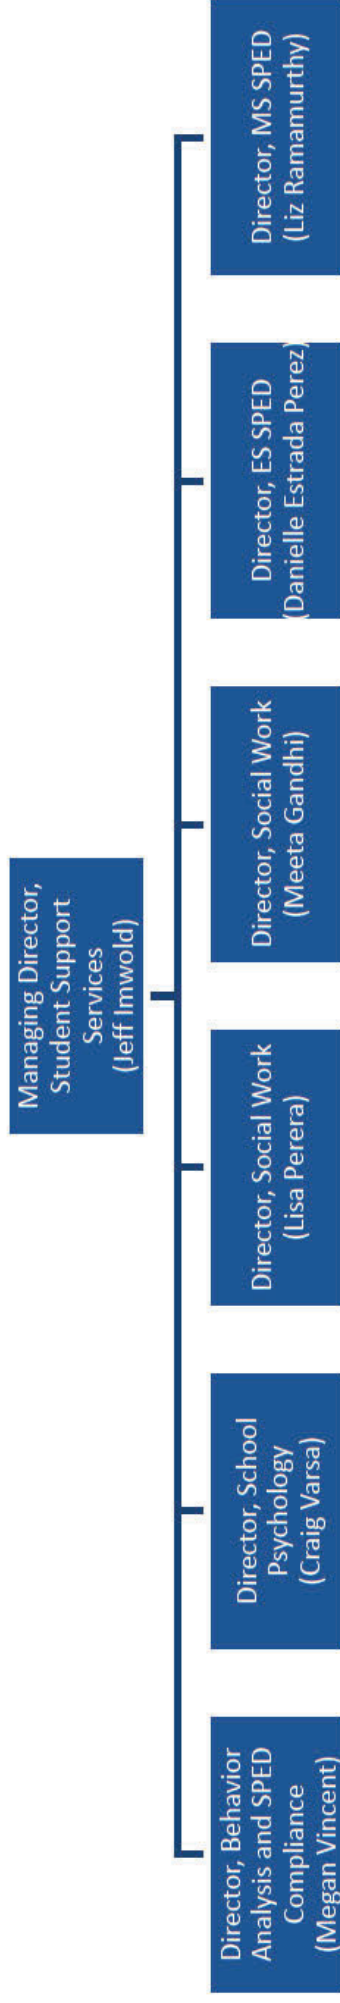 Managing Director,
Student Support
Services
(Jeff Imwold)
Director, Behavior
Analysis and SPED
Compliance
(Megan Vincent)
Director, School
Psychology
(Craig Varsa)
Director, Social Work
(Lisa Perera)
Director, Social Work
(Meeta Gandhi)
Director, ES SPED
(Danielle Estrada Perez)
Director, MS SPED
(Liz Ramamurthy)